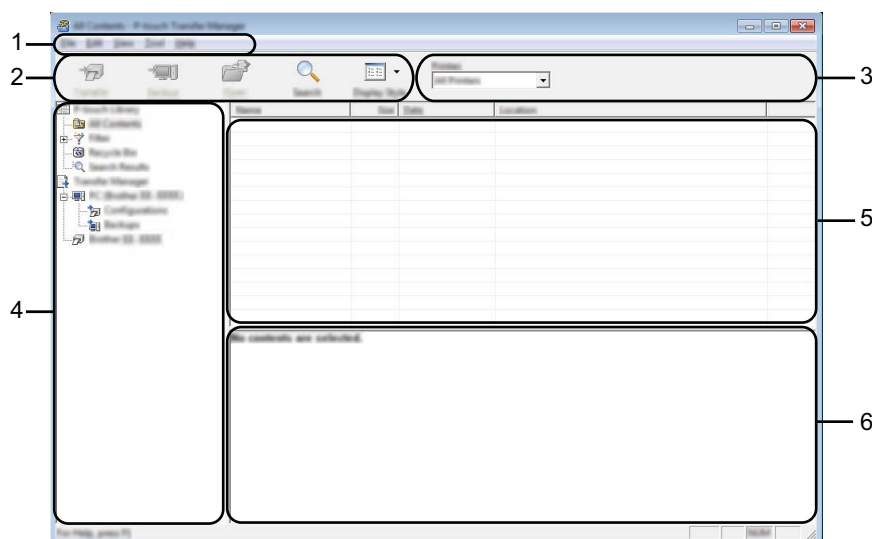 All Contents - P-touch Transfer Manager
1
File Edit View Tool Help
2
Transfer Backup Open Search Display Style
Printer:
All Printers
3
P-touch Library
All Contents
Filter
Recycle Bin
Search Results
Transfer Manager
Configurations
Backups
4
Name Size Date Location
5
No contents are selected.
6
For Help, press F1
NUM